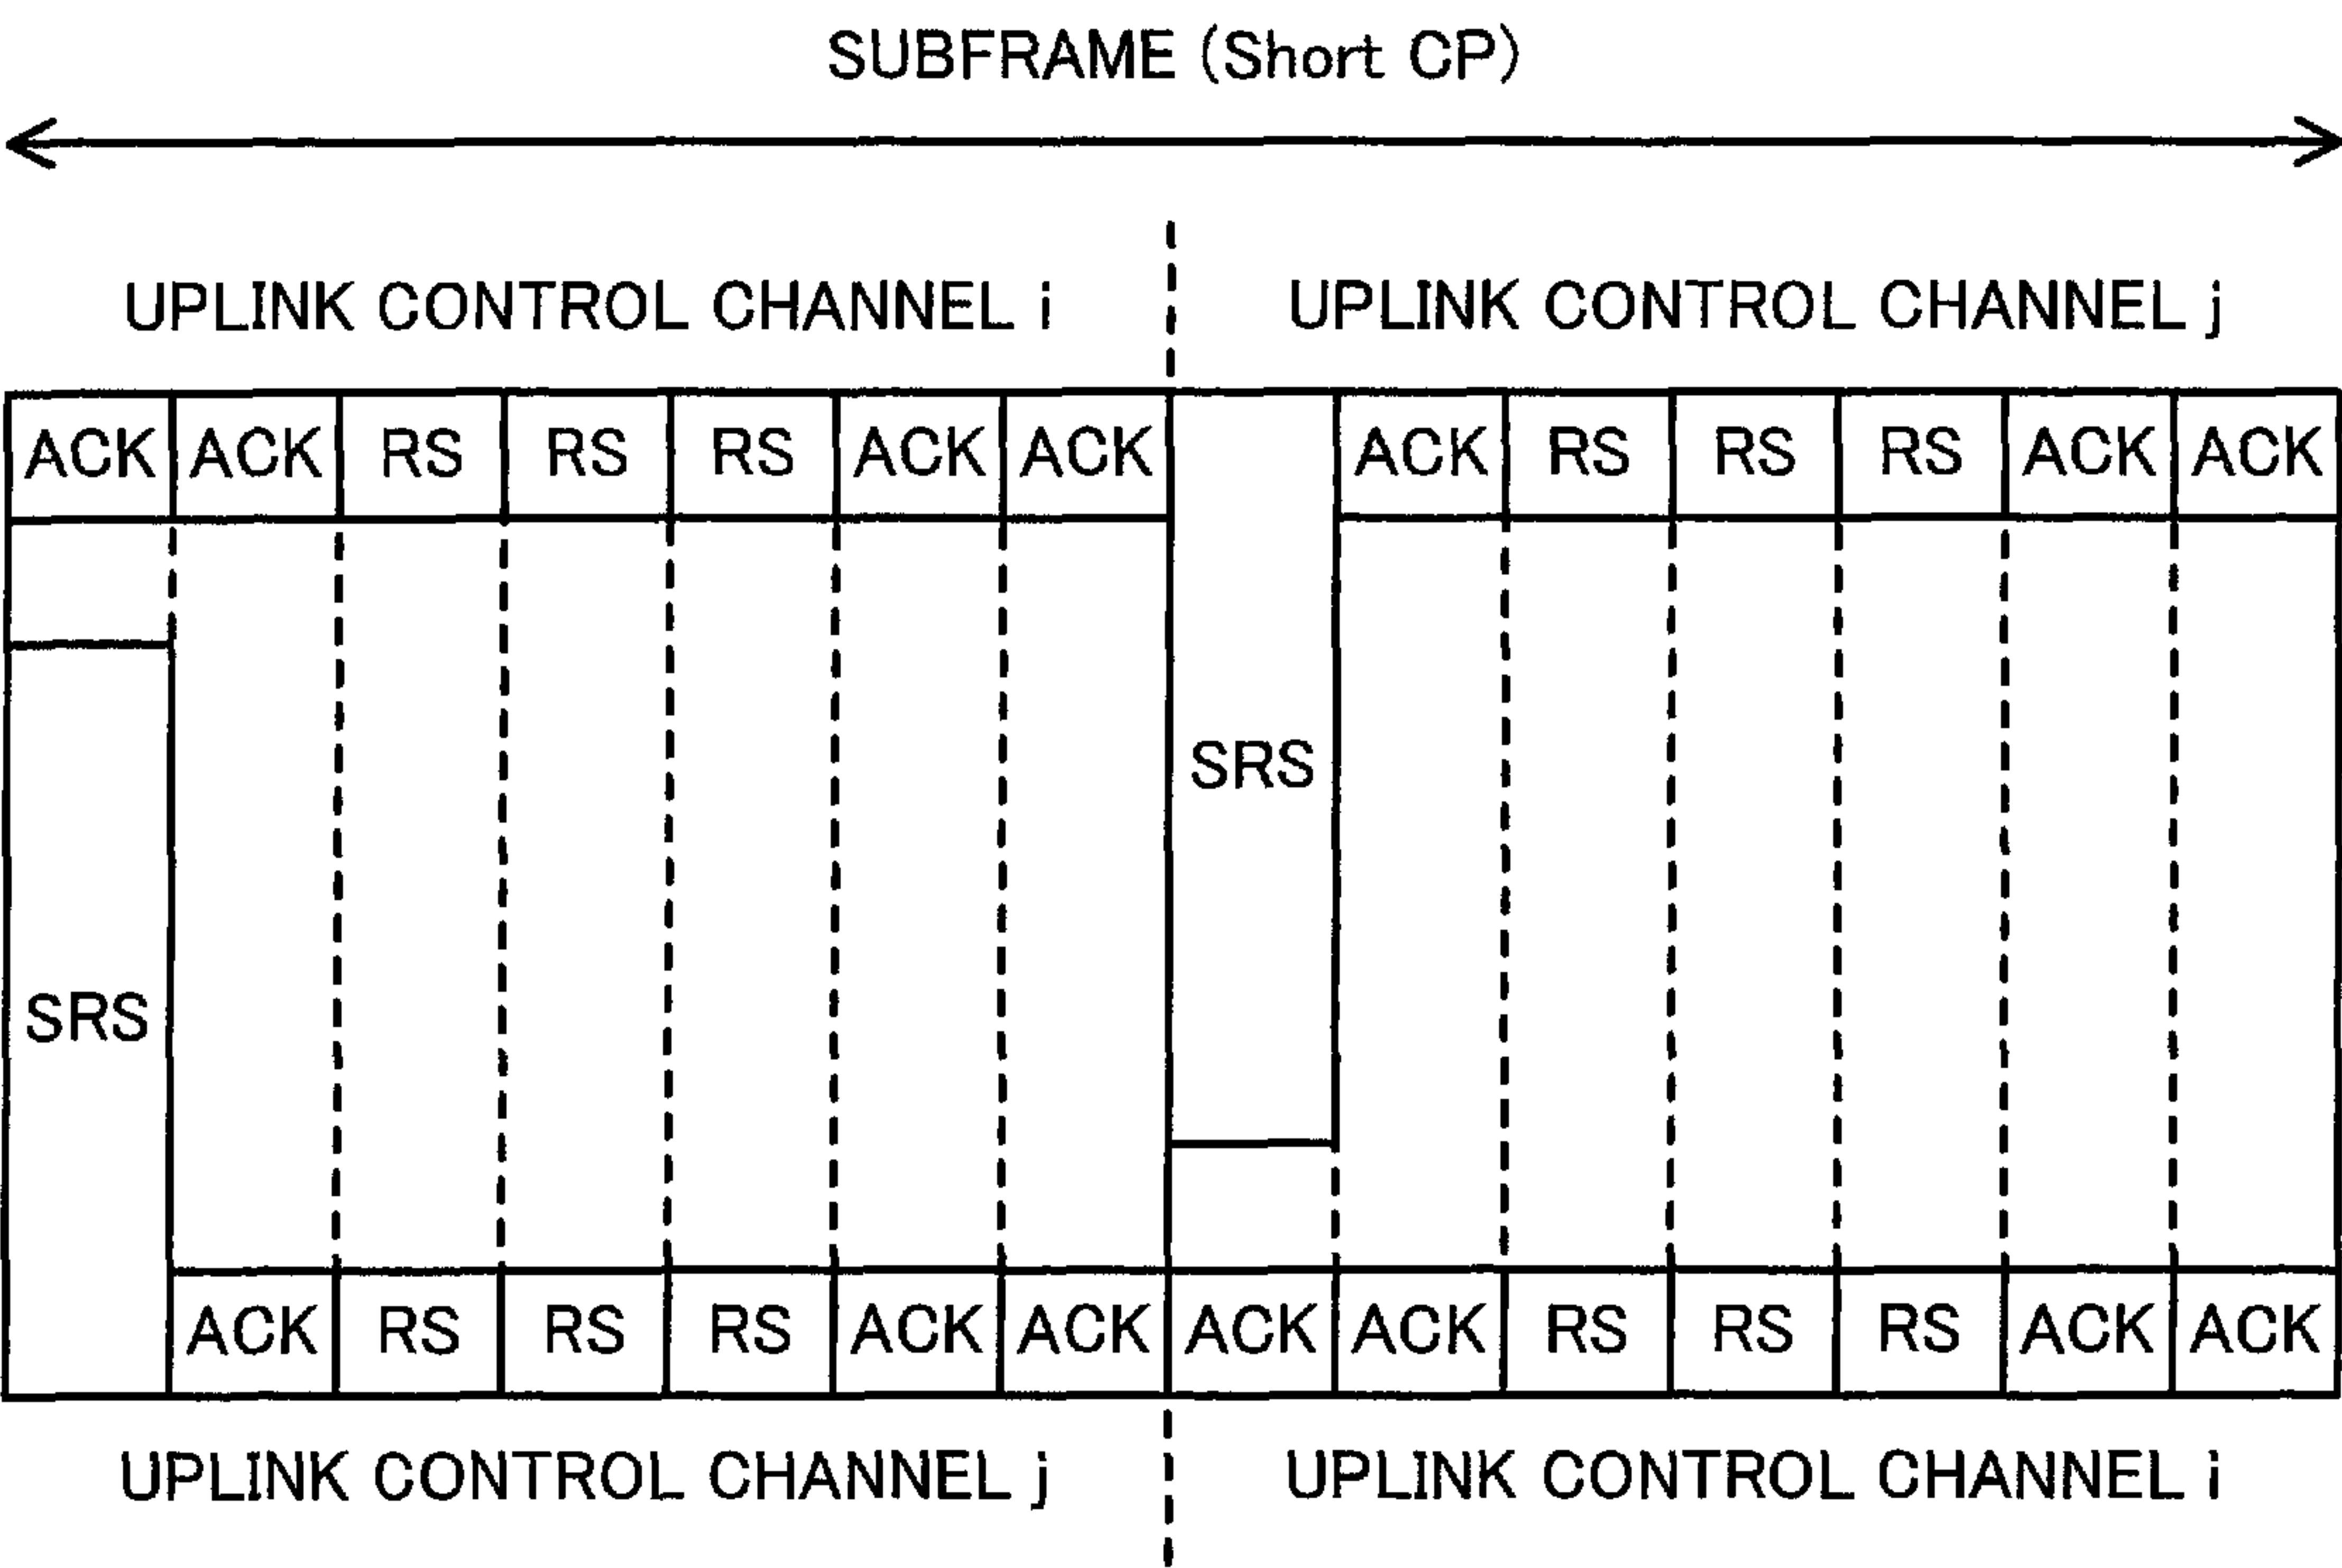 SUBFRAME (Short CP)
UPLINK CONTROL CHANNEL i UPLINK CONTROL CHANNEL j
ACK ACK RS RS RS ACK ACK ACK RS RS RS ACK ACK
SRS
SRS
ACK RS RS RS ACK ACK ACK ACK RS RS RS ACK ACK
UPLINK CONTROL CHANNEL j UPLINK CONTROL CHANNEL i